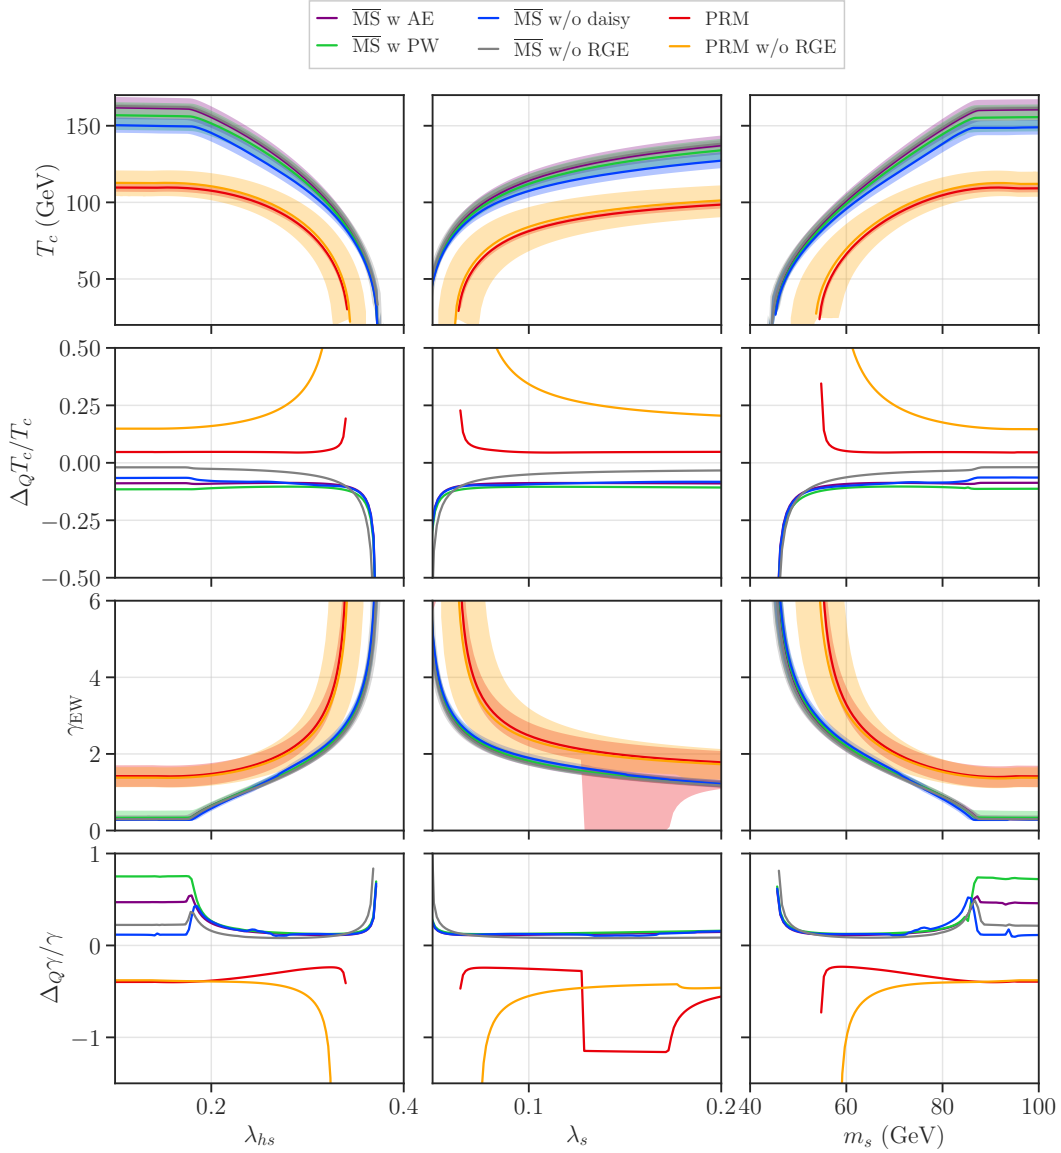 MS w AE MS w/o daisy PRM
MS w PW MS w/o RGE PRM w/o RGE
T_c (GeV)
150
100
50
Δ_Q T_c/T_c
0.50
0.25
0.00
−0.25
−0.50
γ_EW
6
4
2
0
Δ_Q γ/γ
1
0
−1
0.2 0.4 0.1 0.2 40 60 80 100
λ_hs λ_s m_s (GeV)